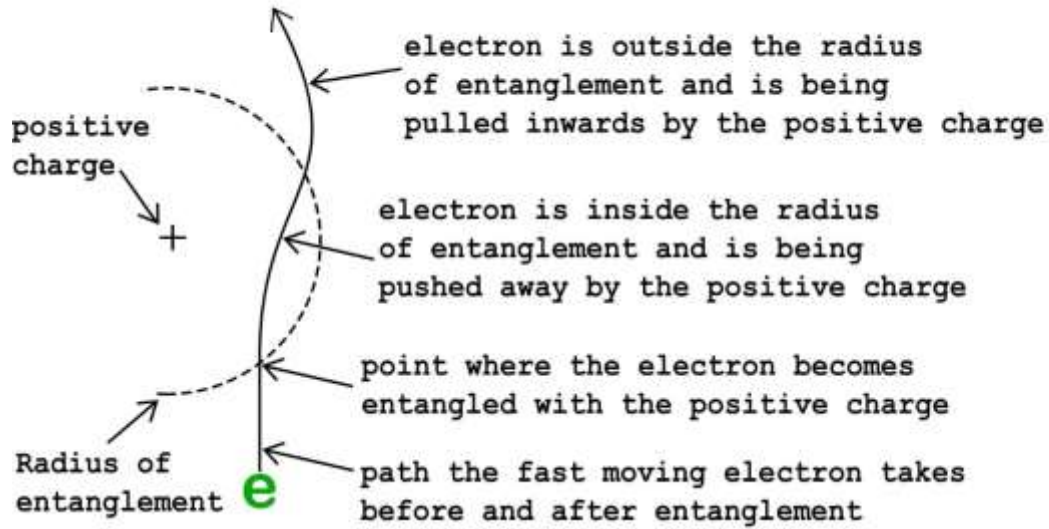 electron is outside the radius
of entanglement and is being
pulled inwards by the positive charge
positive
charge
+
electron is inside the radius
of entanglement and is being
pushed away by the positive charge
point where the electron becomes
entangled with the positive charge
Radius of
entanglement
e
path the fast moving electron takes
before and after entanglement